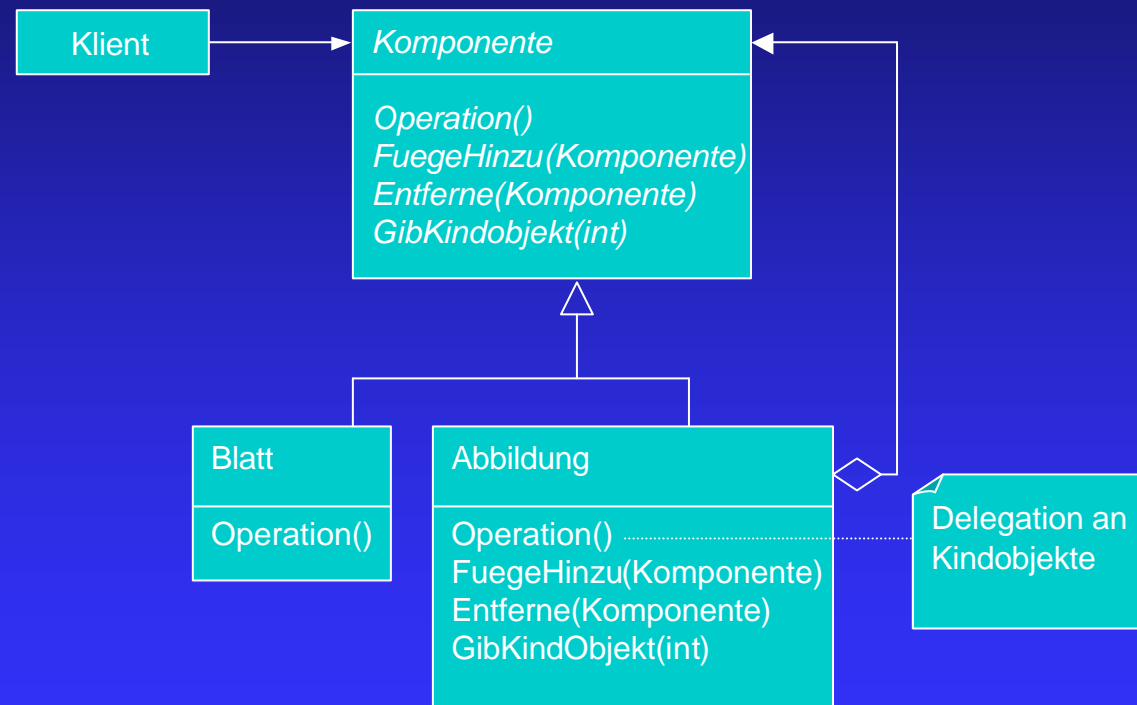 Klient
Komponente
Operation()
FuegeHinzu(Komponente)
Entferne(Komponente)
GibKindobjekt(int)
Blatt
Operation()
Abbildung
Operation()
FuegeHinzu(Komponente)
Entferne(Komponente)
GibKindObjekt(int)
Delegation an
Kindobjekte